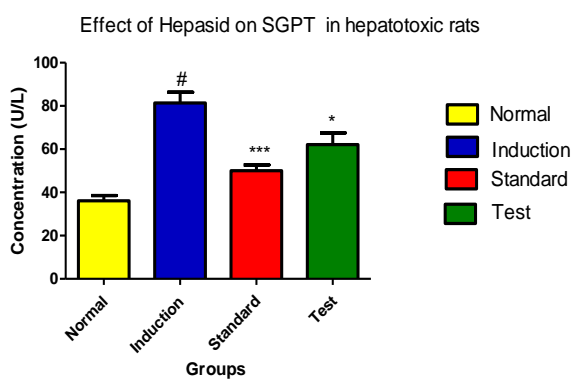 Effect of Hepasid on SGPT in hepatotoxic rats
Concentration (U/L)
100
80
60
40
20
0
#
***
*
Normal
Induction
Standard
Test
Groups
Normal
Induction
Standard
Test